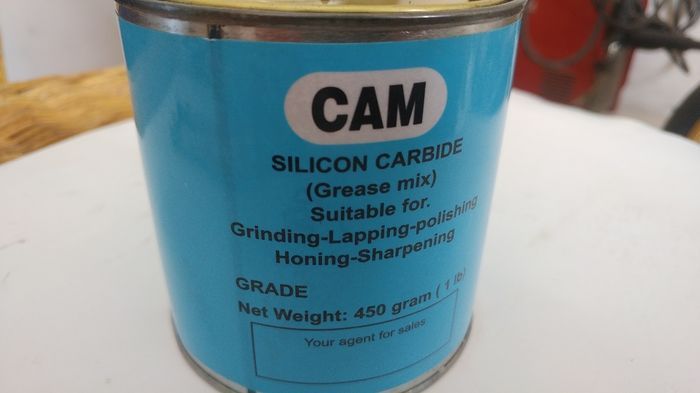 CAM
SILICON CARBIDE
(Grease mix)
Suitable for.
Grinding-Lapping-polishing
Honing-Sharpening
GRADE
Net Weight: 450 gram ( 1 lb)
Your agent for sales